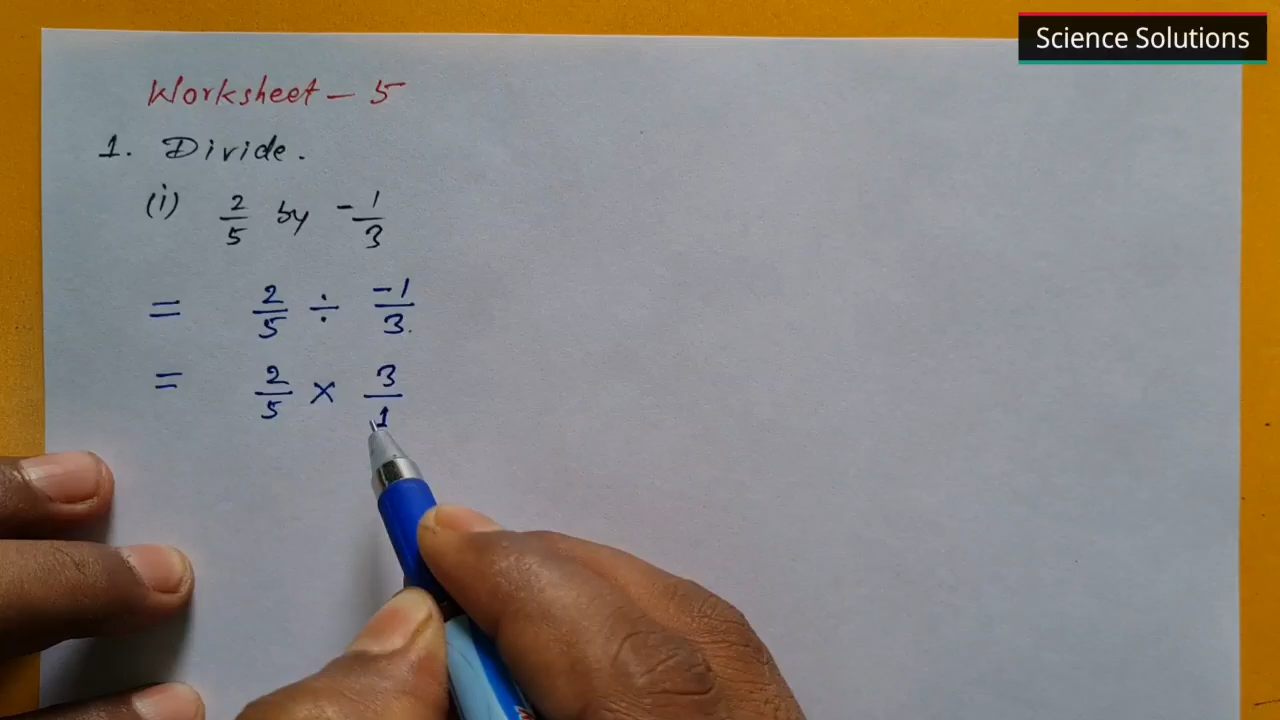 Science Solutions
Worksheet - 5
1. Divide.
(i) 2/5 by -1/3
= 2/5 ÷ -1/3
= 2/5 × 3/1